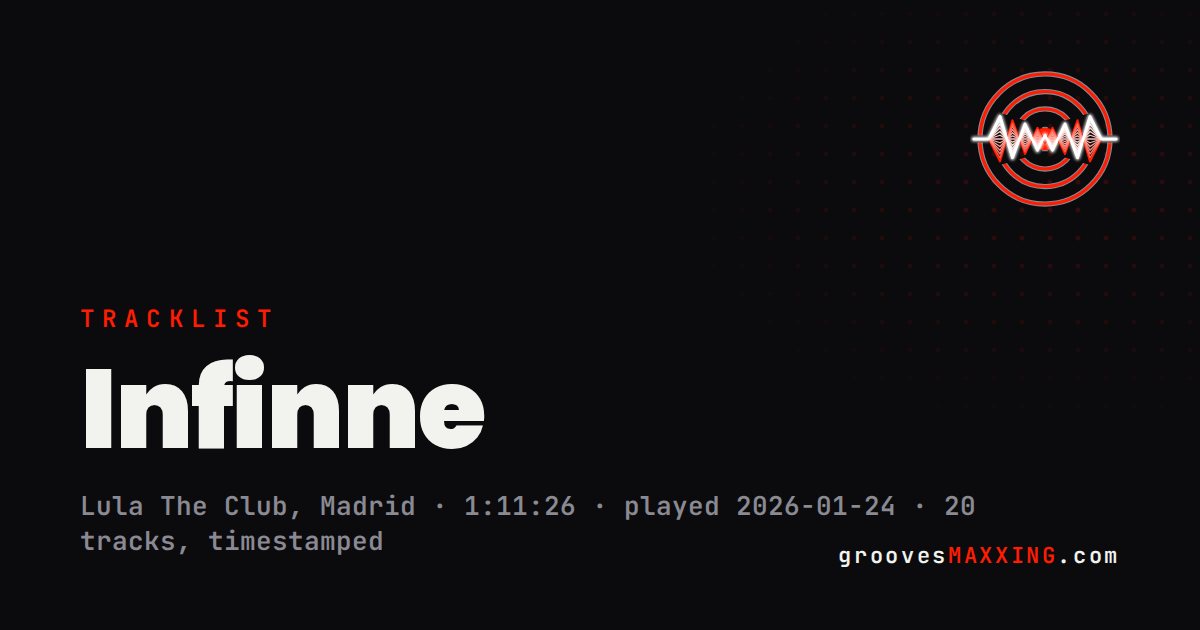 TRACKLIST
Infinne
Lula The Club, Madrid · 1:11:26 · played 2026-01-24 · 20
tracks, timestamped
groovesMAXXING.com